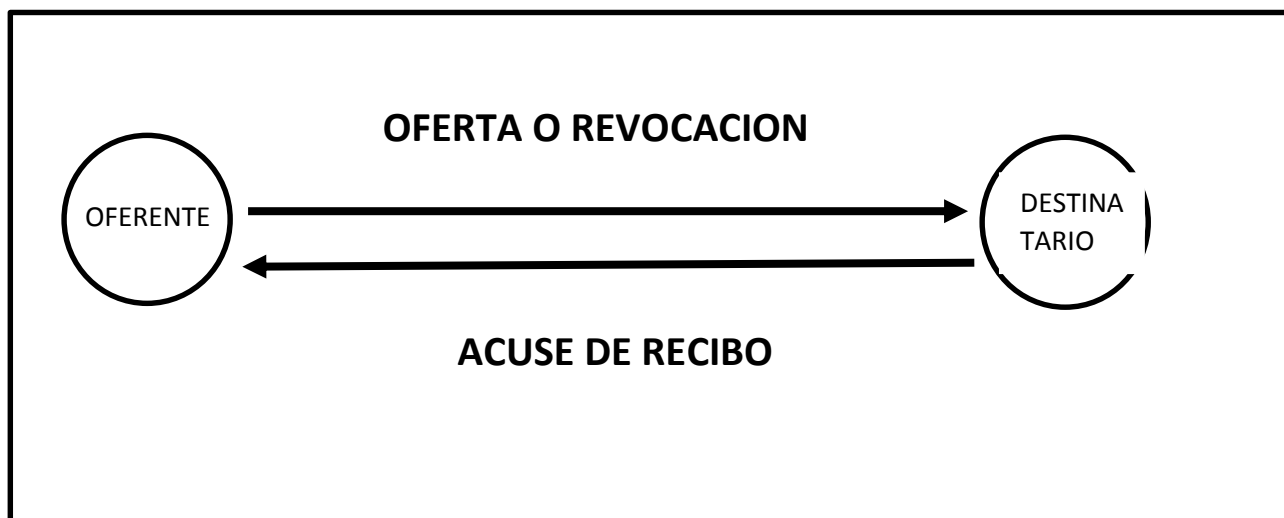 OFERTA O REVOCACION
OFERENTE
DESTINA
TARIO
ACUSE DE RECIBO